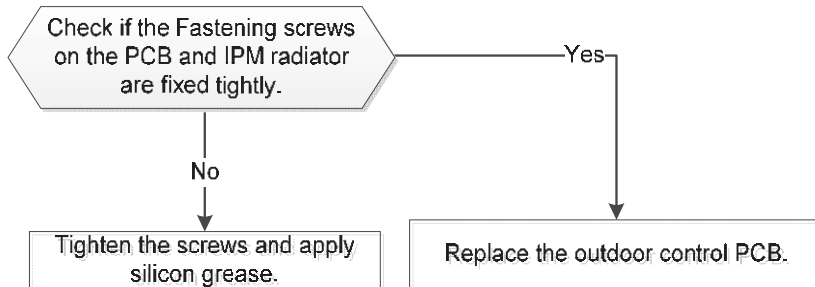 Check if the Fastening screws
on the PCB and IPM radiator
are fixed tightly.
Yes
No
Tighten the screws and apply
silicon grease.
Replace the outdoor control PCB.